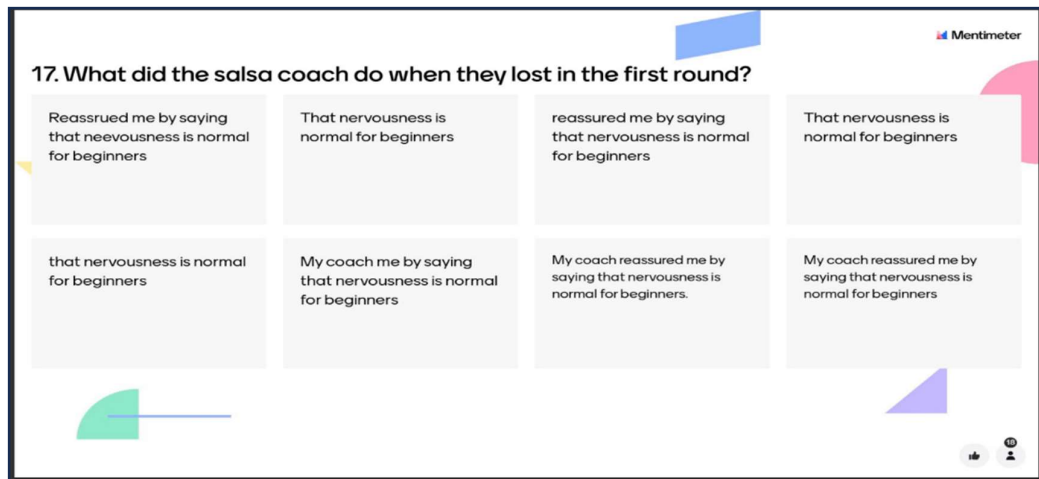 Mentimeter
17. What did the salsa coach do when they lost in the first round?
Reassrued me by saying
that neevousness is normal
for beginners
That nervousness is
normal for beginners
reassured me by saying
that nervousness is normal
for beginners
That nervousness is
normal for beginners
that nervousness is normal
for beginners
My coach me by saying
that nervousness is normal
for beginners
My coach reassured me by
saying that nervousness is
normal for beginners.
My coach reassured me by
saying that nervousness is
normal for beginners